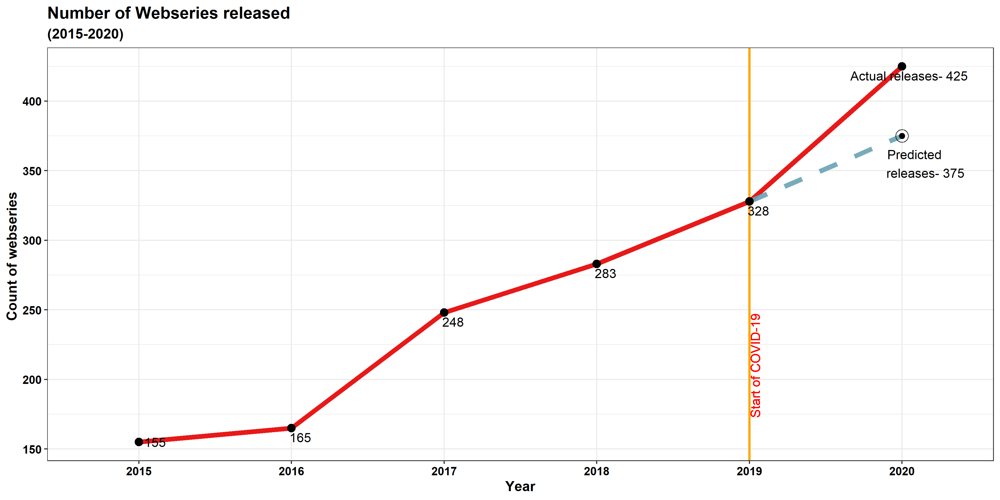 Number of Webseries released
(2015-2020)
Count of webseries
400
350
300
250
200
150
Actual releases- 425
Predicted
releases- 375
328
283
248
165
155
Start of COVID-19
2015
2016
2017
2018
2019
2020
Year